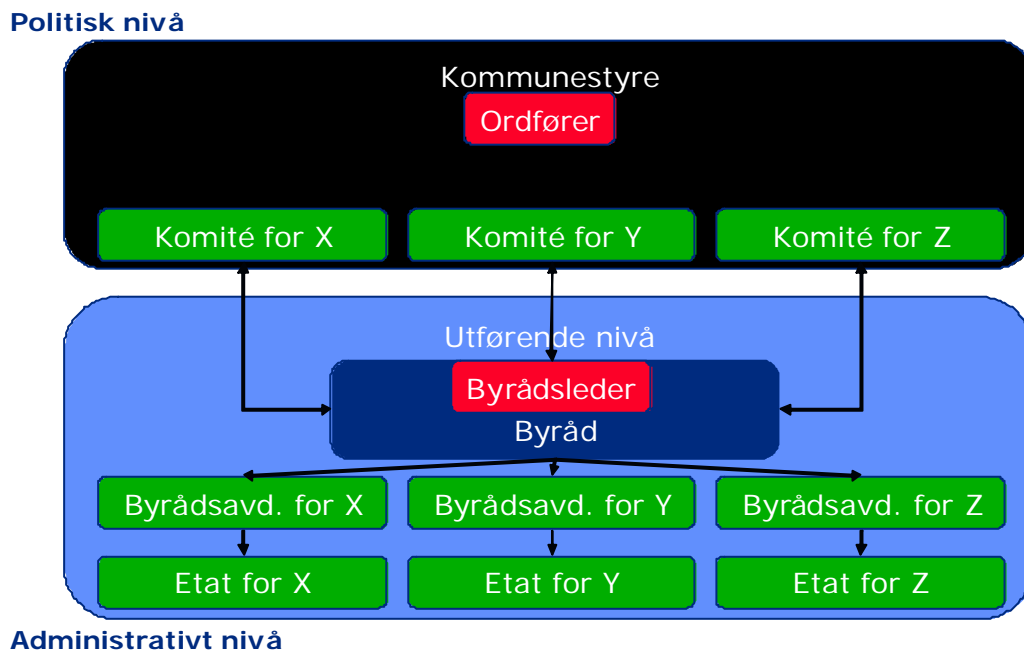 Politisk nivå
Kommunestyre
Ordfører
Komité for X
Komité for Y
Komité for Z
Utførende nivå
Byrådsleder
Byråd
Byrådsavd. for X
Byrådsavd. for Y
Byrådsavd. for Z
Etat for X
Etat for Y
Etat for Z
Administrativt nivå